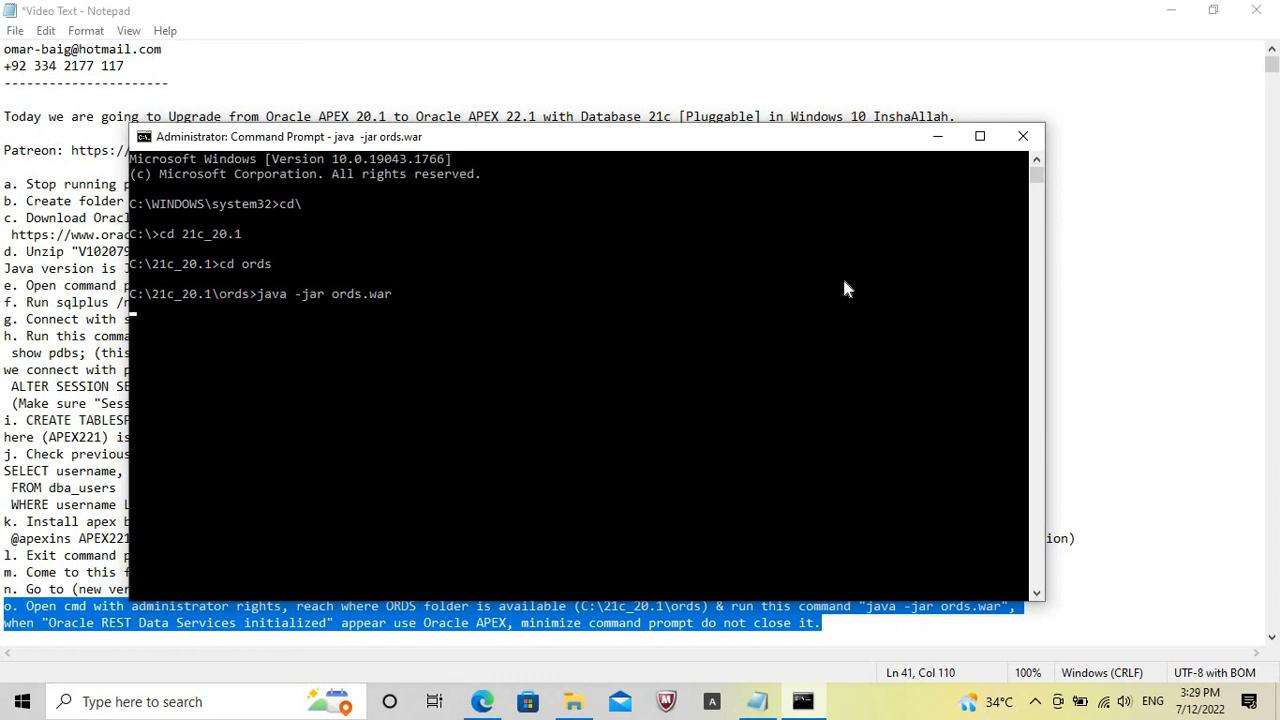 *Video Text - Notepad
File Edit Format View Help
omar-baig@hotmail.com
+92 334 2177 117
----------------------
Today we are going to Upgrade from Oracle APEX 20.1 to Oracle APEX 22.1 with Database 21c [Pluggable] in Windows 10 InshaAllah.
Patreon: https:/
a. Stop running
b. Create folder
c. Download
https://www.
d. Unzip "V10207
Java version is
e. Open command
f. Run sqlplus /
g. Connect with
h. Run this comma
show pdbs; (this
we connect with
ALTER SESSION SE
(Make sure "Sess
i. CREATE
here (APEX221) is
j. Check previous
SELECT username,
FROM dba_users
WHERE username
k. Install apex
@apexins APEX221
ion)
l. Exit command
m. Come to this
n. Go to (new ver
o. Open cmd with administrator rights, reach where ORDS folder is available (C:\21c_20.1\ords) & run this command "java -jar ords.war",
when "Oracle REST Data Services initialized" appear use Oracle APEX, minimize command prompt do not close it.
Administrator: Command Prompt - java -jar ords.war
Microsoft Windows [Version 10.0.19043.1766]
(c) Microsoft Corporation. All rights reserved.
C:\WINDOWS\system32>cd\
C:\>cd 21c_20.1
C:\21c_20.1>cd ords
C:\21c_20.1\ords>java -jar ords.war
Ln 41, Col 110 100% Windows (CRLF) UTF-8 with BOM
Type here to search
A
34°C ENG
3:29 PM
7/12/2022